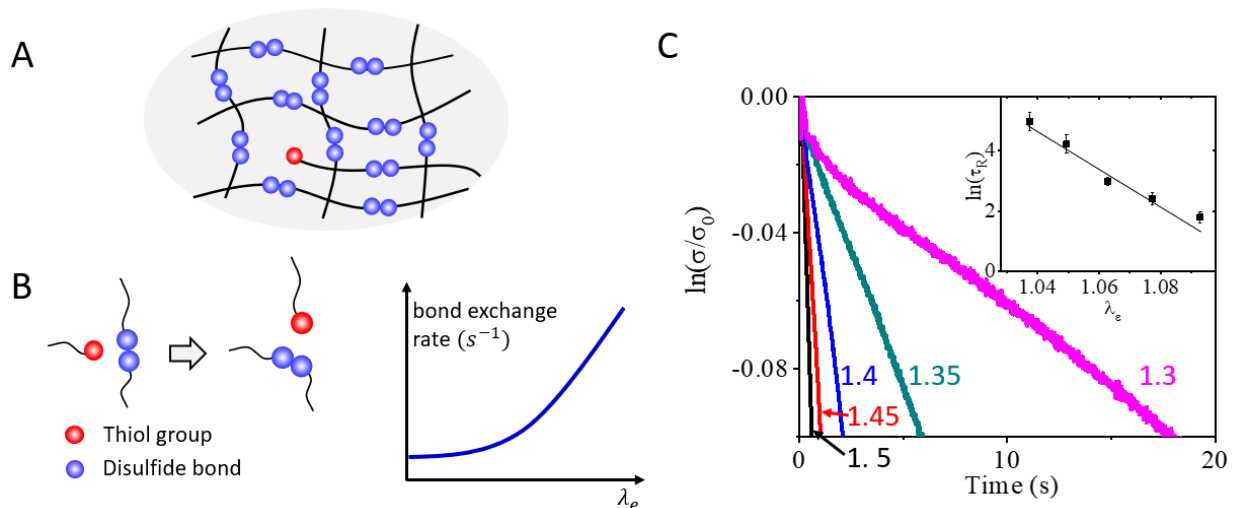 A
B
Thiol group
Disulfide bond
bond exchange
rate (s⁻¹)
λₑ
C
0.00
-0.04
-0.08
ln(σ/σ₀)
0
10
20
Time (s)
1.4
1.35
1.3
1.45
1. 5
4
2
0
ln(τ_R)
1.04
1.06
1.08
λ_ε